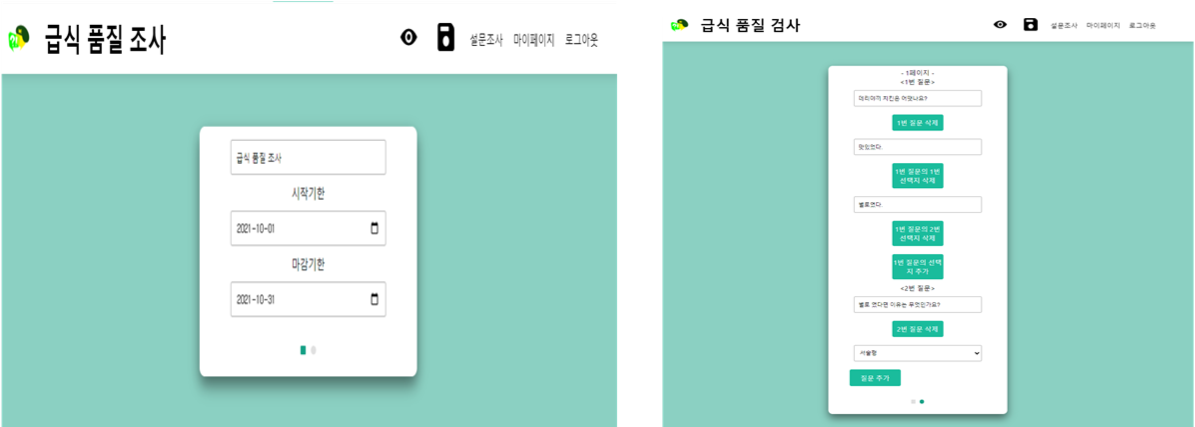 급식 품질 조사
설문조사 마이페이지 로그아웃
급식 품질 조사
시작기한
2021-10-01
마감기한
2021-10-31
급식 품질 검사
설문조사 마이페이지 로그아웃
- 1페이지 -
<1번 질문>
데리야끼 치킨은 어땠나요?
1번 질문 삭제
맛있었다.
1번 질문의 1번
선택지 삭제
별로였다.
1번 질문의 2번
선택지 삭제
1번 질문의 선택
지 추가
<2번 질문>
별로 였다면 이유는 무엇인가요?
2번 질문 삭제
서술형
질문 추가